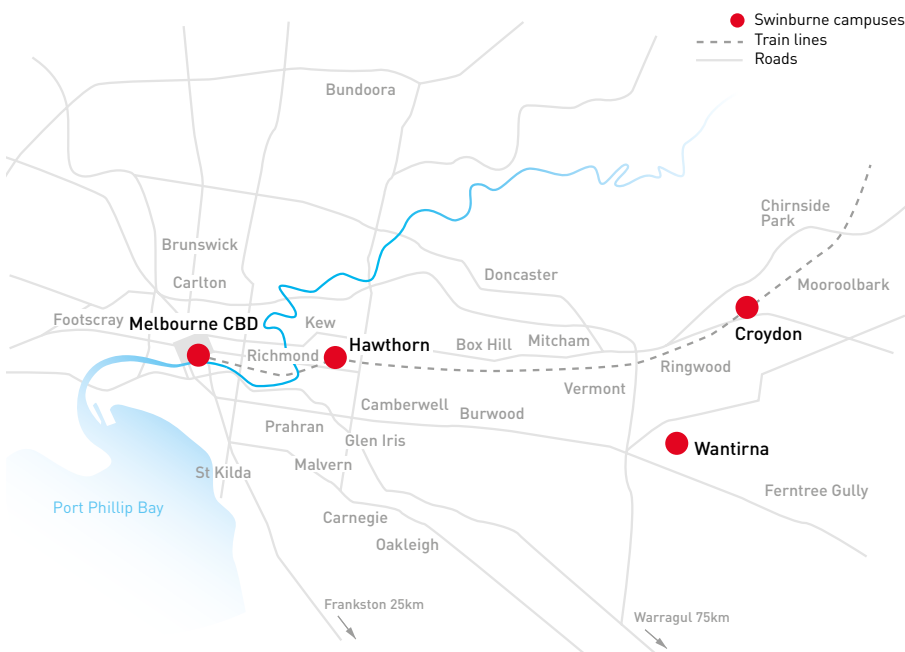 Swinburne campuses
Train lines
Roads
Bundoora
Chirnside
Park
Brunswick
Doncaster
Carlton
Mooroolbark
Footscray
Melbourne CBD
Kew
Croydon
Hawthorn
Box Hill
Mitcham
Richmond
Ringwood
Vermont
Camberwell
Burwood
Prahran
Glen Iris
Wantirna
Malvern
St Kilda
Ferntree Gully
Port Phillip Bay
Carnegie
Oakleigh
Frankston 25km
Warragul 75km